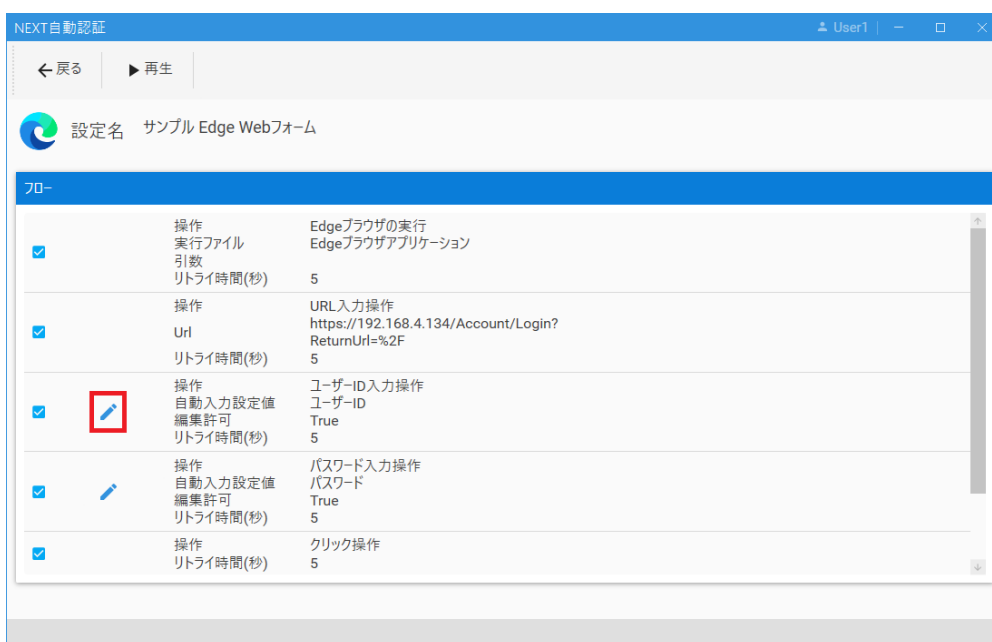 NEXT自動認証 User1
戻る 再生
設定名 サンプル Edge Webフォーム
フロー
操作 Edgeブラウザの実行
実行ファイル Edgeブラウザアプリケーション
引数
リトライ時間(秒) 5
操作 URL入力操作
Url https://192.168.4.134/Account/Login?
ReturnUrl=%2F
リトライ時間(秒) 5
操作 ユーザーID入力操作
自動入力設定値 ユーザーID
編集許可 True
リトライ時間(秒) 5
操作 パスワード入力操作
自動入力設定値 パスワード
編集許可 True
リトライ時間(秒) 5
操作 クリック操作
リトライ時間(秒) 5